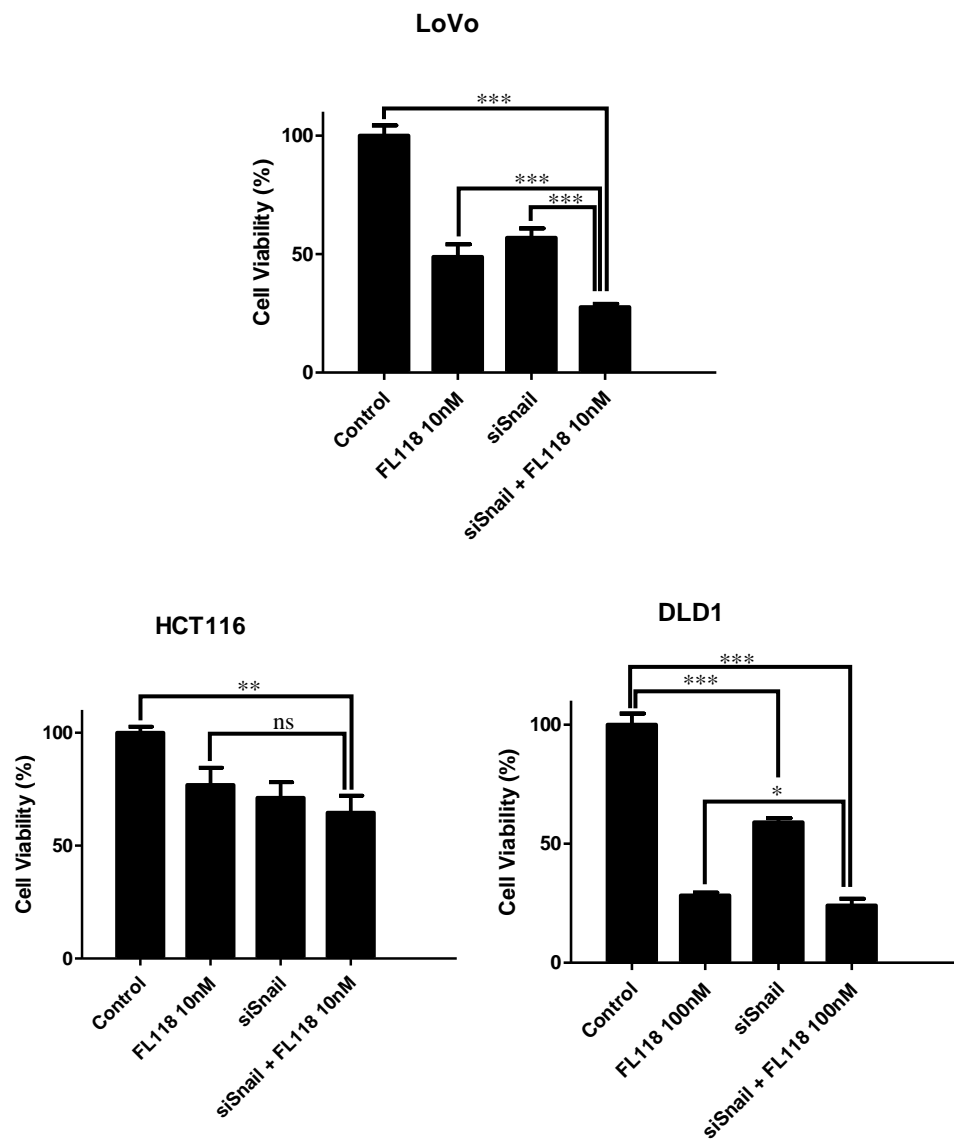 LoVo
***
***
***
100
50
0
Cell Viability (%)
Control
FL118 10nM
siSnail
siSnail + FL118 10nM
HCT116
**
ns
100
50
0
Cell Viability (%)
Control
FL118 10nM
siSnail
siSnail + FL118 10nM
DLD1
***
***
*
100
50
0
Cell Viability (%)
Control
FL118 100nM
siSnail
siSnail + FL118 100nM